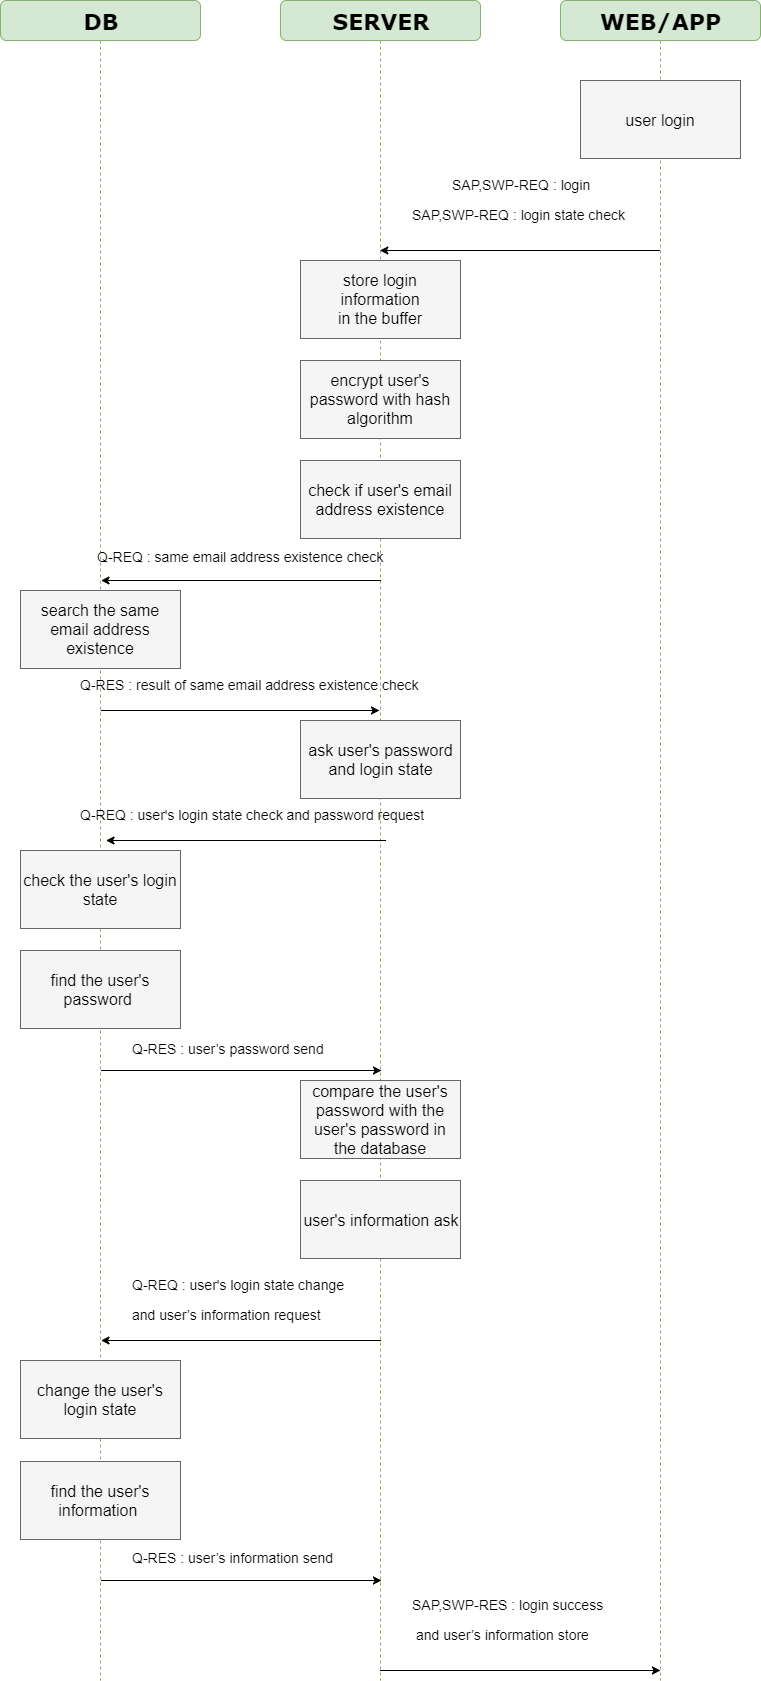 DB
SERVER
WEB/APP
user login
SAP,SWP-REQ : login
SAP,SWP-REQ : login state check
store login
information
in the buffer
encrypt user's
password with hash
algorithm
check if user's email
address existence
Q-REQ : same email address existence check
search the same
email address
existence
Q-RES : result of same email address existence check
ask user's password
and login state
Q-REQ : user's login state check and password request
check the user's login
state
find the user's
password
Q-RES : user’s password send
compare the user's
password with the
user's password in
the database
user's information ask
Q-REQ : user's login state change
and user’s information request
change the user's
login state
find the user's
information
Q-RES : user’s information send
SAP,SWP-RES : login success
and user’s information store